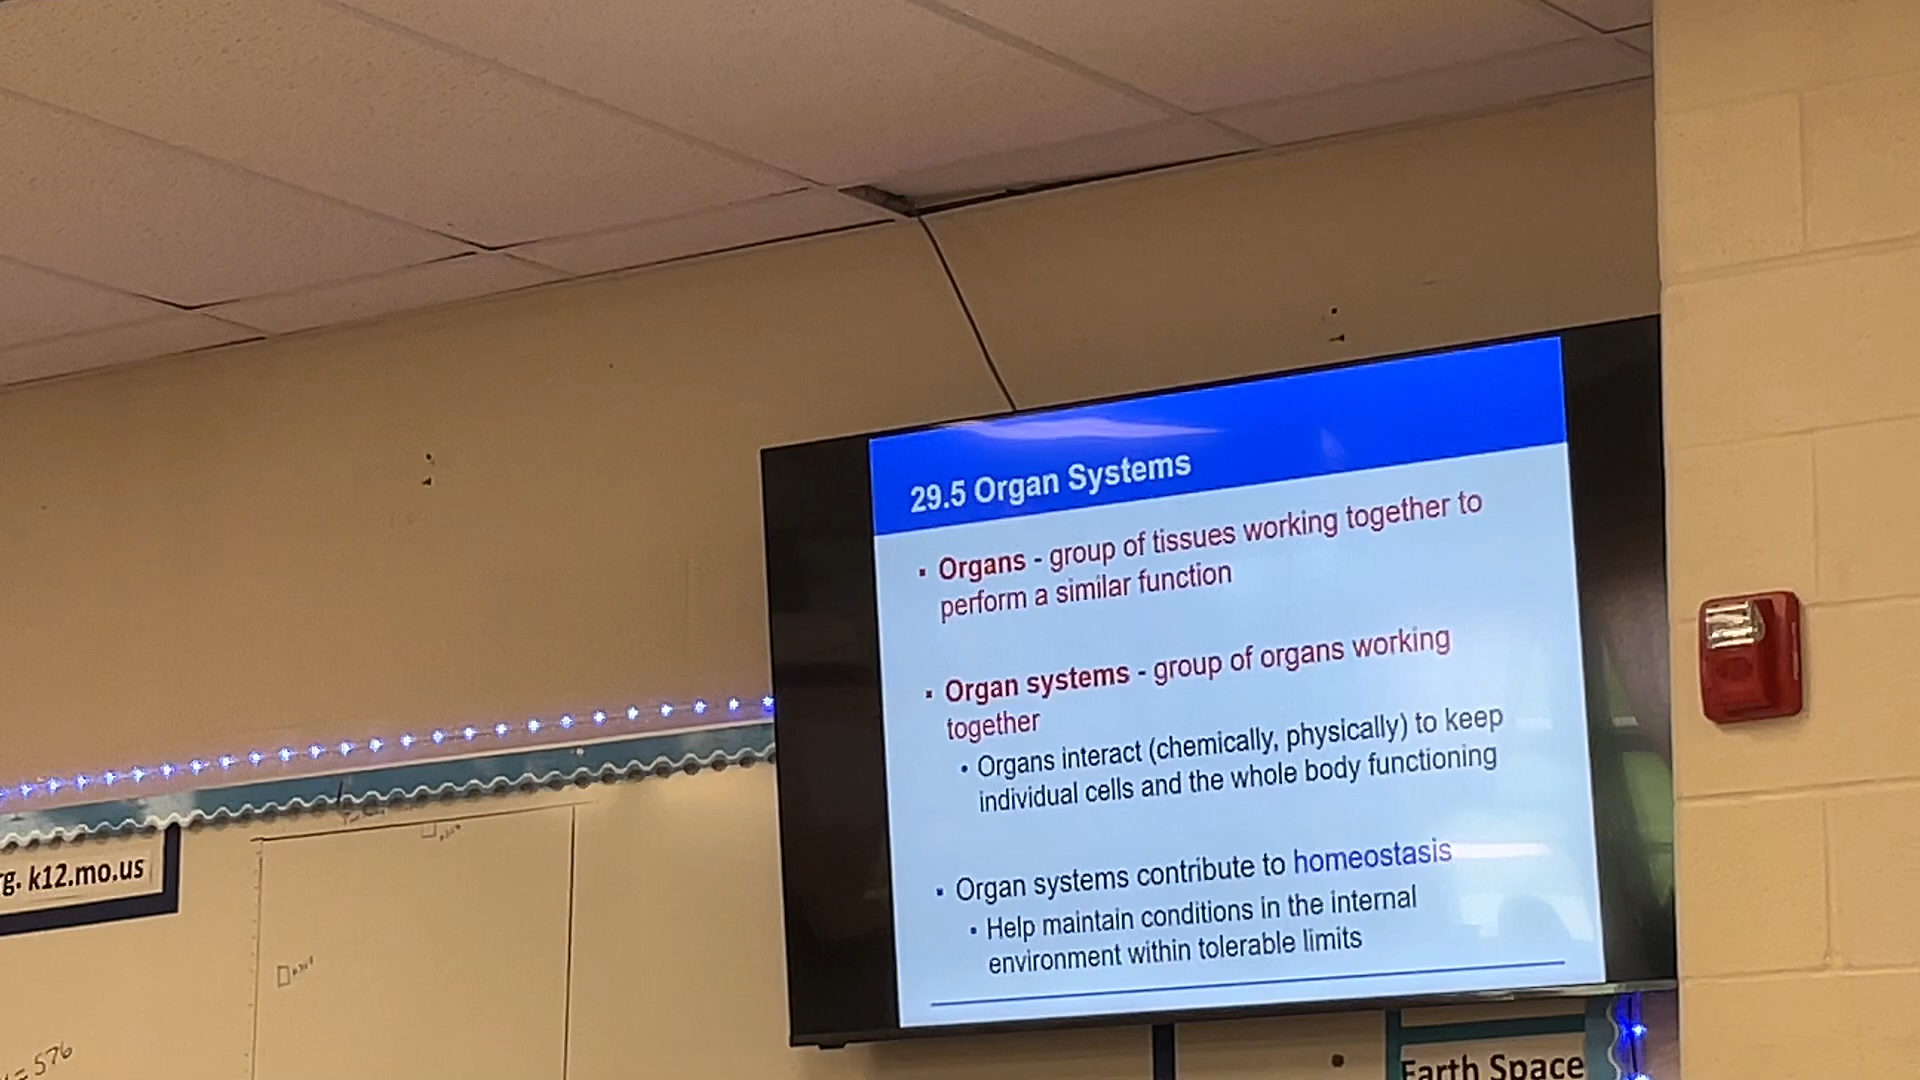 29.5 Organ Systems
▪ Organs - group of tissues working together to
perform a similar function
▪ Organ systems - group of organs working
together
• Organs interact (chemically, physically) to keep
individual cells and the whole body functioning
▪ Organ systems contribute to homeostasis
• Help maintain conditions in the internal
environment within tolerable limits
k12.mo.us
= 576
Earth Space